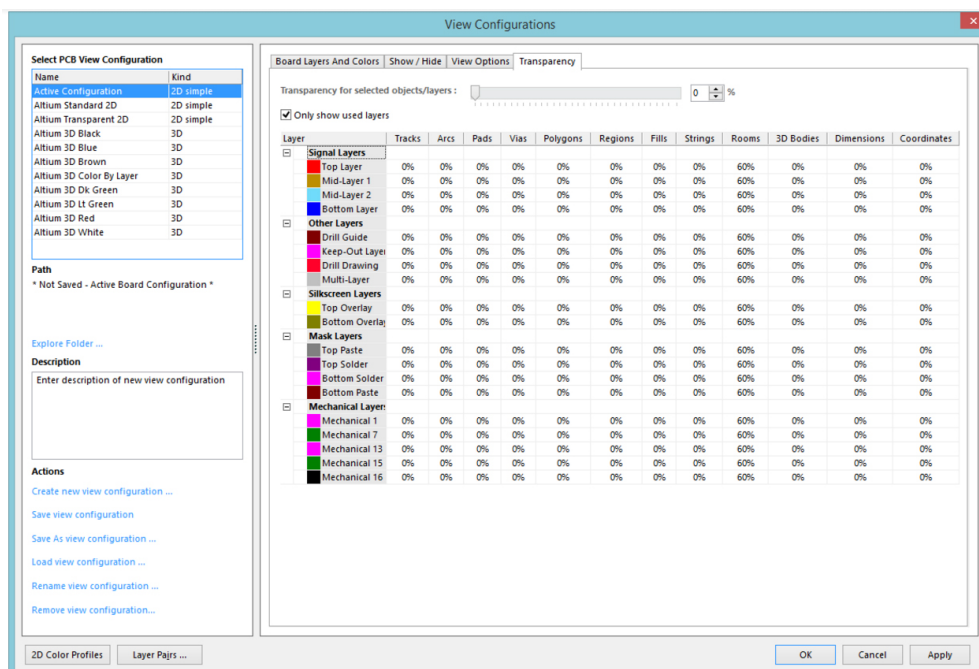 View Configurations
x
Select PCB View Configuration
Name Kind
Active Configuration 2D simple
Altium Standard 2D 2D simple
Altium Transparent 2D 2D simple
Altium 3D Black 3D
Altium 3D Blue 3D
Altium 3D Brown 3D
Altium 3D Color By Layer 3D
Altium 3D Dk Green 3D
Altium 3D Lt Green 3D
Altium 3D Red 3D
Altium 3D White 3D
Path
* Not Saved - Active Board Configuration *
Explore Folder ...
Description
Enter description of new view configuration
Actions
Create new view configuration ...
Save view configuration
Save As view configuration ...
Load view configuration ...
Rename view configuration ...
Remove view configuration...
Board Layers And Colors Show / Hide View Options Transparency
Transparency for selected objects/layers : 0 %
Only show used layers
Layer Tracks Arcs Pads Vias Polygons Regions Fills Strings Rooms 3D Bodies Dimensions Coordinates
Signal Layers
Top Layer 0% 0% 0% 0% 0% 0% 0% 0% 60% 0% 0% 0%
Mid-Layer 1 0% 0% 0% 0% 0% 0% 0% 0% 60% 0% 0% 0%
Mid-Layer 2 0% 0% 0% 0% 0% 0% 0% 0% 60% 0% 0% 0%
Bottom Layer 0% 0% 0% 0% 0% 0% 0% 0% 60% 0% 0% 0%
Other Layers
Drill Guide 0% 0% 0% 0% 0% 0% 0% 0% 60% 0% 0% 0%
Keep-Out Layer 0% 0% 0% 0% 0% 0% 0% 0% 60% 0% 0% 0%
Drill Drawing 0% 0% 0% 0% 0% 0% 0% 0% 60% 0% 0% 0%
Multi-Layer 0% 0% 0% 0% 0% 0% 0% 0% 60% 0% 0% 0%
Silkscreen Layers
Top Overlay 0% 0% 0% 0% 0% 0% 0% 0% 60% 0% 0% 0%
Bottom Overlay 0% 0% 0% 0% 0% 0% 0% 0% 60% 0% 0% 0%
Mask Layers
Top Paste 0% 0% 0% 0% 0% 0% 0% 0% 60% 0% 0% 0%
Top Solder 0% 0% 0% 0% 0% 0% 0% 0% 60% 0% 0% 0%
Bottom Solder 0% 0% 0% 0% 0% 0% 0% 0% 60% 0% 0% 0%
Bottom Paste 0% 0% 0% 0% 0% 0% 0% 0% 60% 0% 0% 0%
Mechanical Layers
Mechanical 1 0% 0% 0% 0% 0% 0% 0% 0% 60% 0% 0% 0%
Mechanical 7 0% 0% 0% 0% 0% 0% 0% 0% 60% 0% 0% 0%
Mechanical 13 0% 0% 0% 0% 0% 0% 0% 0% 60% 0% 0% 0%
Mechanical 15 0% 0% 0% 0% 0% 0% 0% 0% 60% 0% 0% 0%
Mechanical 16 0% 0% 0% 0% 0% 0% 0% 0% 60% 0% 0% 0%
2D Color Profiles Layer Pairs ... OK Cancel Apply